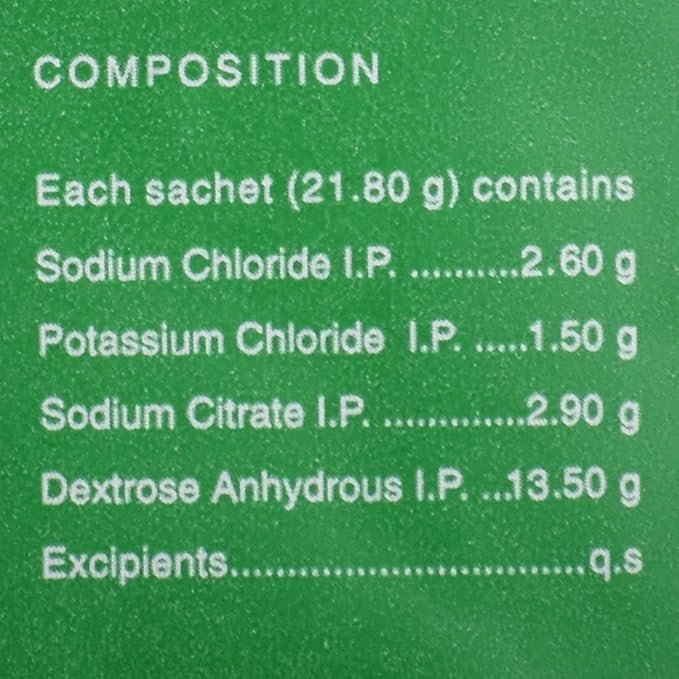 COMPOSITION
Each sachet (21.80 g) contains
Sodium Chloride I.P. ..........2.60 g
Potassium Chloride I.P. .....1.50 g
Sodium Citrate I.P. .............2.90 g
Dextrose Anhydrous I.P. ...13.50 g
Excipients................................q.s